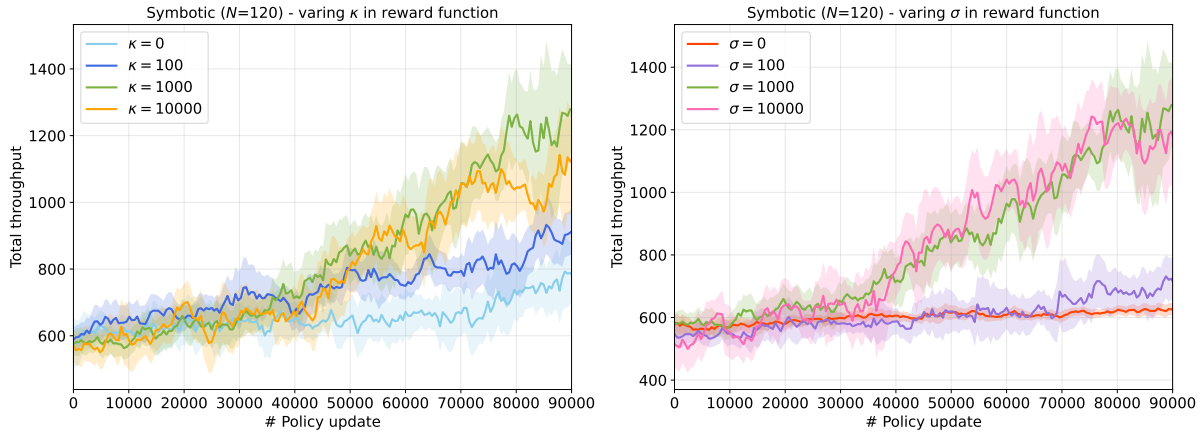 Symbotic (N=120) - varing κ in reward function
κ = 0
κ = 100
κ = 1000
κ = 10000
Total throughput
1400
1200
1000
800
600
0 10000 20000 30000 40000 50000 60000 70000 80000 90000
# Policy update
Symbotic (N=120) - varing σ in reward function
σ = 0
σ = 100
σ = 1000
σ = 10000
Total throughput
1400
1200
1000
800
600
400
0 10000 20000 30000 40000 50000 60000 70000 80000 90000
# Policy update